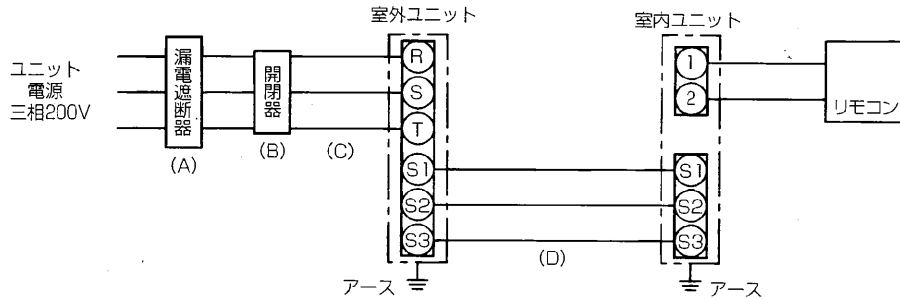 室外ユニット
室内ユニット
ユニット
電源
三相200V
漏電遮断器
(A)
開閉器
(B)
(C)
R
S
T
S1
S2
S3
アース
(D)
1
2
S1
S2
S3
アース
リモコン